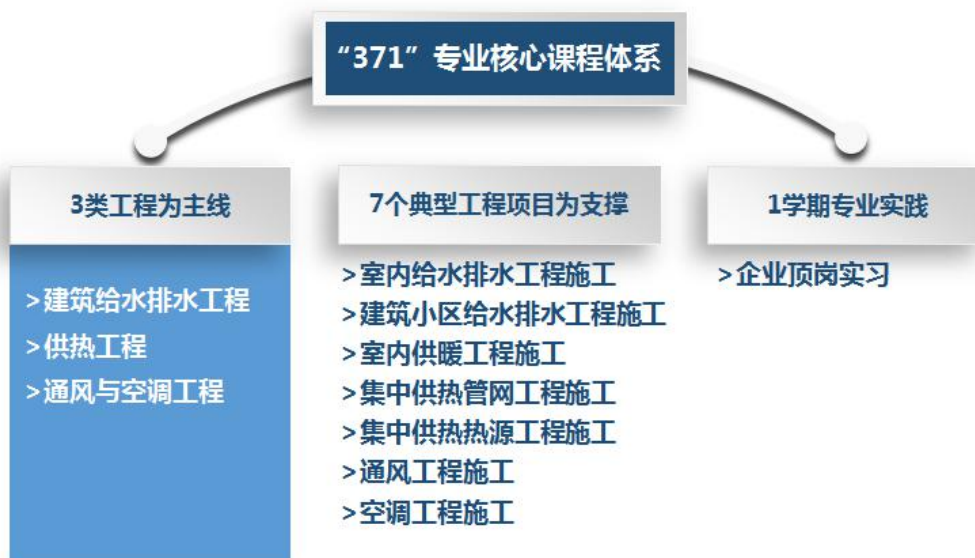 “371”专业核心课程体系
3类工程为主线
>建筑给水排水工程
>供热工程
>通风与空调工程
7个典型工程项目为支撑
>室内给水排水工程施工
>建筑小区给水排水工程施工
>室内供暖工程施工
>集中供热管网工程施工
>集中供热热源工程施工
>通风工程施工
>空调工程施工
1学期专业实践
>企业顶岗实习